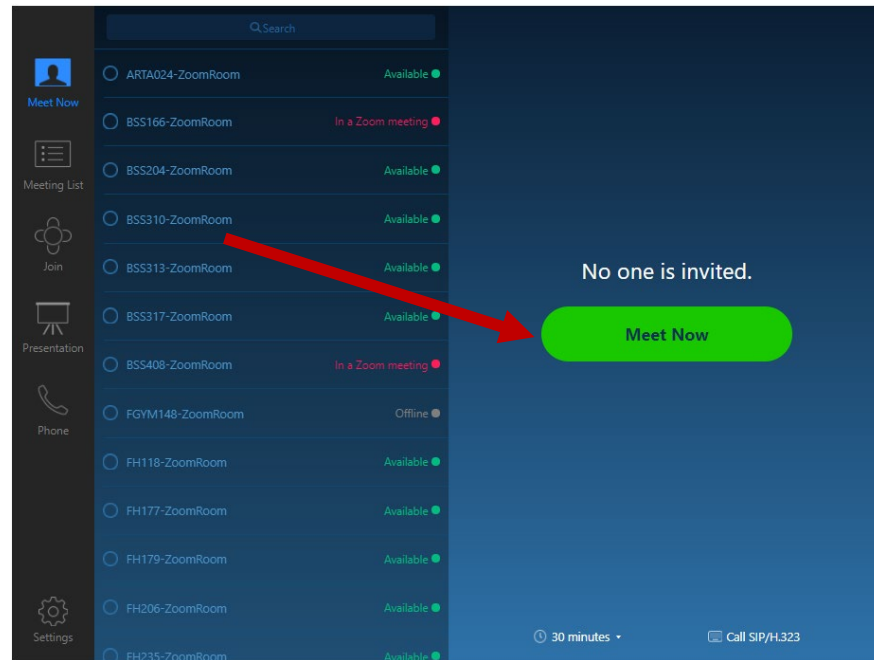 Search
Meet Now
Meeting List
Join
Presentation
Phone
Settings
ARTA024-ZoomRoom Available
BSS166-ZoomRoom In a Zoom meeting
BSS204-ZoomRoom Available
BSS310-ZoomRoom Available
BSS313-ZoomRoom Available
BSS317-ZoomRoom Available
BSS408-ZoomRoom In a Zoom meeting
FGYM148-ZoomRoom Offline
FH118-ZoomRoom Available
FH177-ZoomRoom Available
FH179-ZoomRoom Available
FH206-ZoomRoom Available
FH235-ZoomRoom Available
No one is invited.
Meet Now
30 minutes
Call SIP/H.323